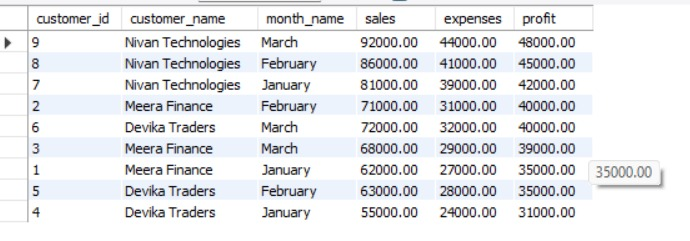 customer_id customer_name month_name sales expenses profit
9 Nivan Technologies March 92000.00 44000.00 48000.00
8 Nivan Technologies February 86000.00 41000.00 45000.00
7 Nivan Technologies January 81000.00 39000.00 42000.00
2 Meera Finance February 71000.00 31000.00 40000.00
6 Devika Traders March 72000.00 32000.00 40000.00
3 Meera Finance March 68000.00 29000.00 39000.00
1 Meera Finance January 62000.00 27000.00 35000.00 35000.00
5 Devika Traders February 63000.00 28000.00 35000.00
4 Devika Traders January 55000.00 24000.00 31000.00